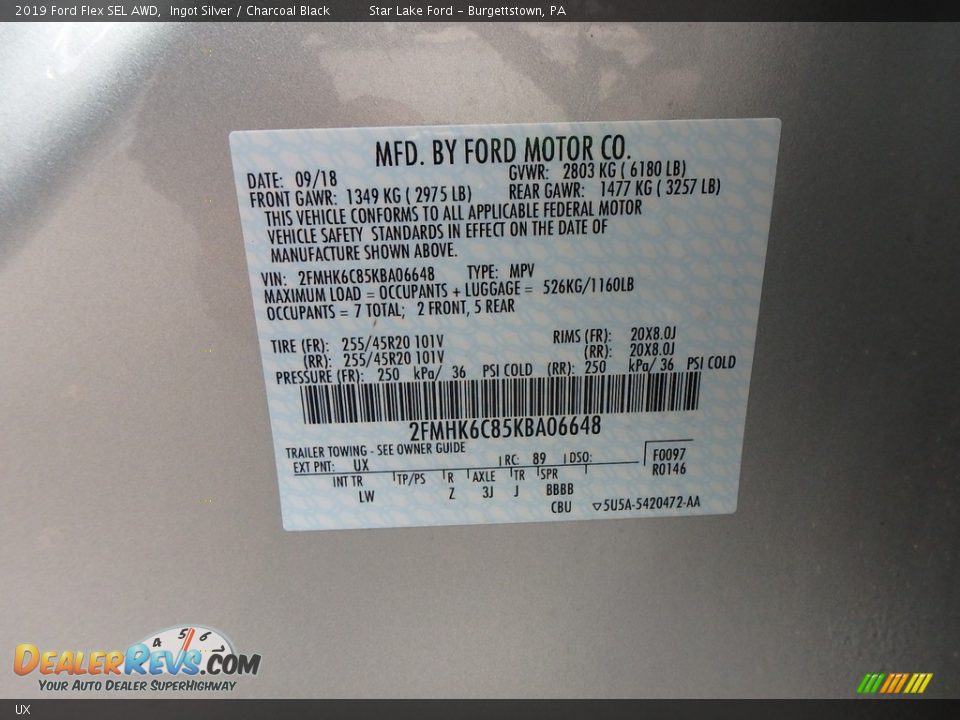 2019 Ford Flex SEL AWD, Ingot Silver / Charcoal Black Star Lake Ford - Burgettstown, PA
MFD. BY FORD MOTOR CO.
DATE: 09/18 GVWR: 2803 KG ( 6180 LB)
FRONT GAWR: 1349 KG ( 2975 LB) REAR GAWR: 1477 KG ( 3257 LB)
THIS VEHICLE CONFORMS TO ALL APPLICABLE FEDERAL MOTOR
VEHICLE SAFETY STANDARDS IN EFFECT ON THE DATE OF
MANUFACTURE SHOWN ABOVE.
VIN: 2FMHK6C85KBA06648 TYPE: MPV
MAXIMUM LOAD = OCCUPANTS + LUGGAGE = 526KG/1160LB
OCCUPANTS = 7 TOTAL; 2 FRONT, 5 REAR
TIRE (FR): 255/45R20 101V RIMS (FR): 20X8.0J
(RR): 255/45R20 101V (RR): 20X8.0J
PRESSURE (FR): 250 kPa/ 36 PSI COLD (RR): 250 kPa/ 36 PSI COLD
2FMHK6C85KBA06648
TRAILER TOWING - SEE OWNER GUIDE
EXT PNT: UX RC: 89 DSO: F0097
R0146
INT TR TP/PS R AXLE TR SPR
LW Z 3J J BBBB
CBU ▽5U5A-5420472-AA
4 5 6 7
DEALERREVS.COM
YOUR AUTO DEALER SUPERHIGHWAY
UX